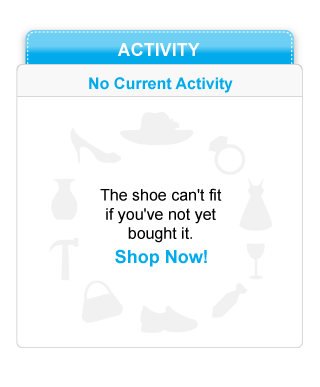 ACTIVITY
No Current Activity
The shoe can't fit
if you've not yet
bought it.
Shop Now!